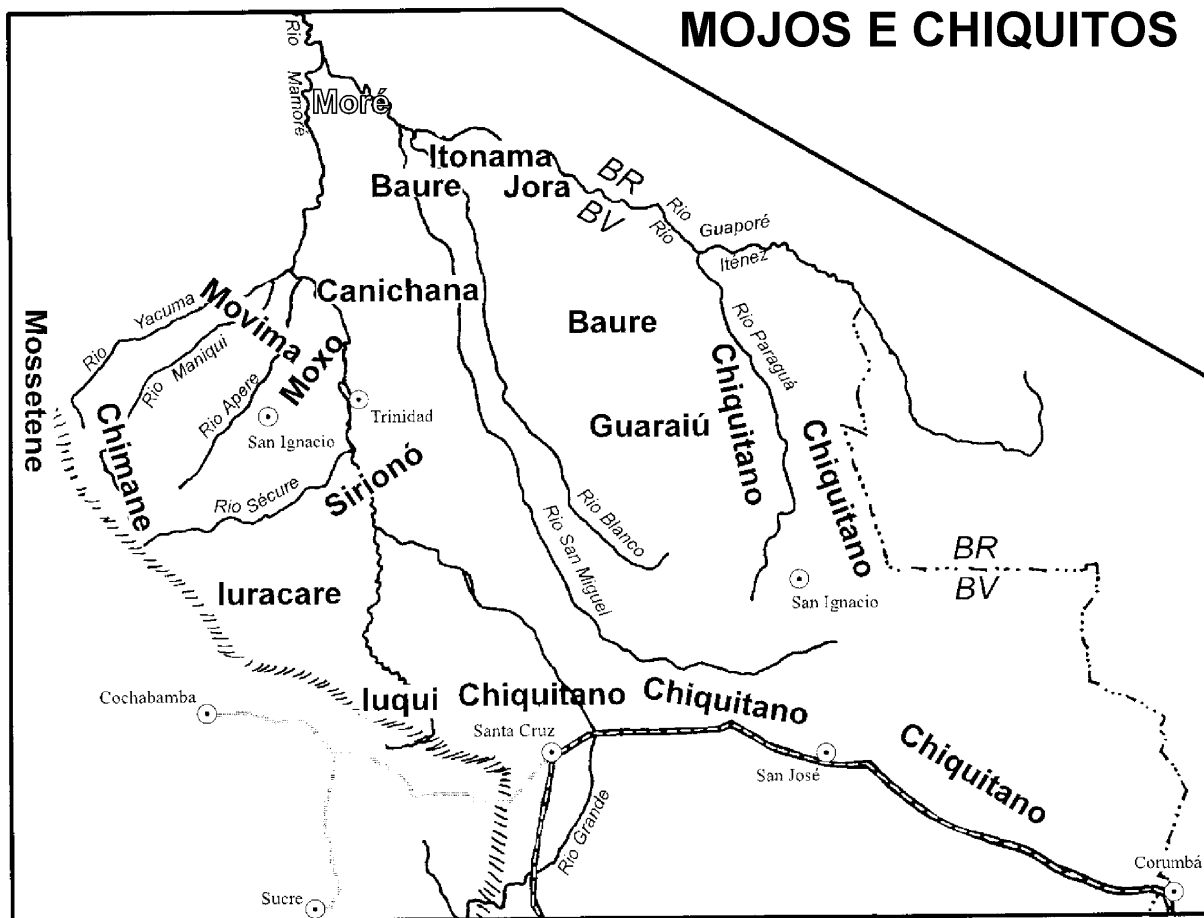 MOJOS E CHIQUITOS
Rio Mamoré
Moré
Itonama
Baure
Jora
BR
BV
Rio Guaporé
Rio Iténez
Canichana
Movima
Rio Yacuma
Mossetene
Moxo
Rio Maniqui
Rio Apere
Baure
Rio Paraguá
Chiquitano
Chiquitano
Chimane
San Ignacio
Trinidad
Guaraiú
Sirionó
Rio Sécure
Rio Blanco
Rio San Miguel
BR
BV
San Ignacio
Iuracare
Iuqui
Chiquitano
Chiquitano
Chiquitano
Cochabamba
Santa Cruz
San José
Rio Grande
Corumbá
Sucre